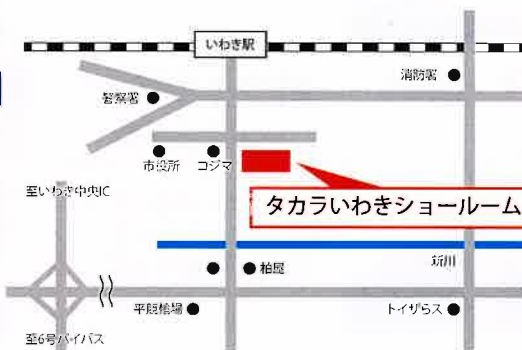 いわき駅
消防署
警察署
市役所
コジマ
至いわき中央IC
タカラいわきショールーム
新川
柏屋
平競輪場
トイザらス
至6号バイパス